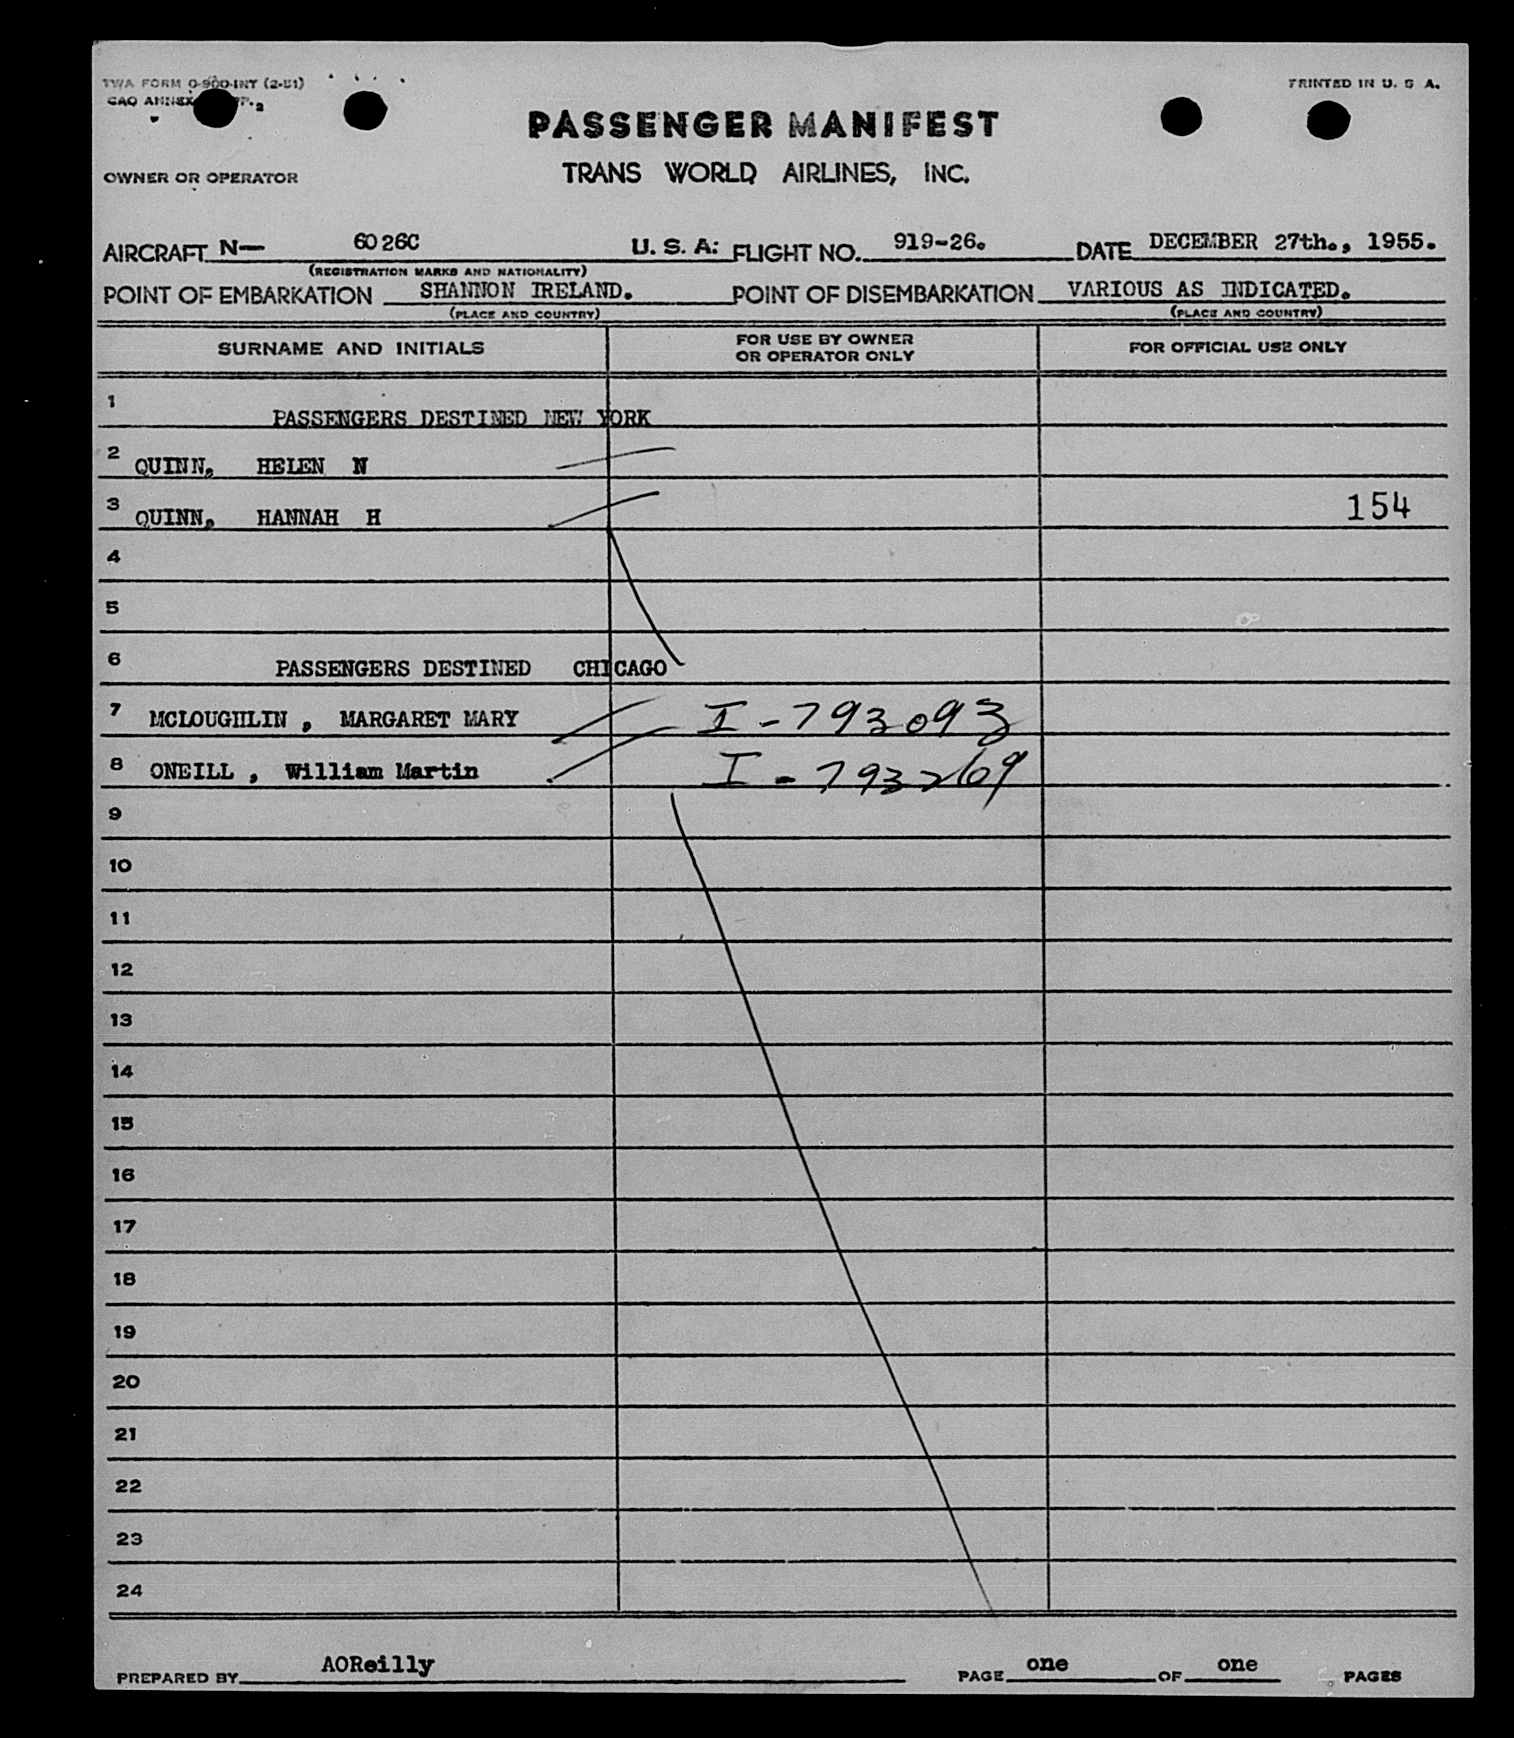 TWA FORM O-900-INT (2-51)
PRINTED IN U. S. A.
PASSENGER MANIFEST
OWNER OR OPERATOR
TRANS WORLD AIRLINES, INC.
AIRCRAFT N— 6026C U. S. A: FLIGHT NO. 919-26. DATE DECEMBER 27th., 1955.
(REGISTRATION MARKS AND NATIONALITY)
POINT OF EMBARKATION SHANNON IRELAND. POINT OF DISEMBARKATION VARIOUS AS INDICATED.
(PLACE AND COUNTRY) (PLACE AND COUNTRY)
SURNAME AND INITIALS FOR USE BY OWNER OR OPERATOR ONLY FOR OFFICIAL USE ONLY
1 PASSENGERS DESTINED NEW YORK
2 QUINN, HELEN N
3 QUINN, HANNAH H 154
4
5
6 PASSENGERS DESTINED CHICAGO
7 MCLOUGHLIN , MARGARET MARY I-793093
8 ONEILL , William Martin I-793269
9
10
11
12
13
14
15
16
17
18
19
20
21
22
23
24
PREPARED BY AOReilly PAGE one OF one PAGES